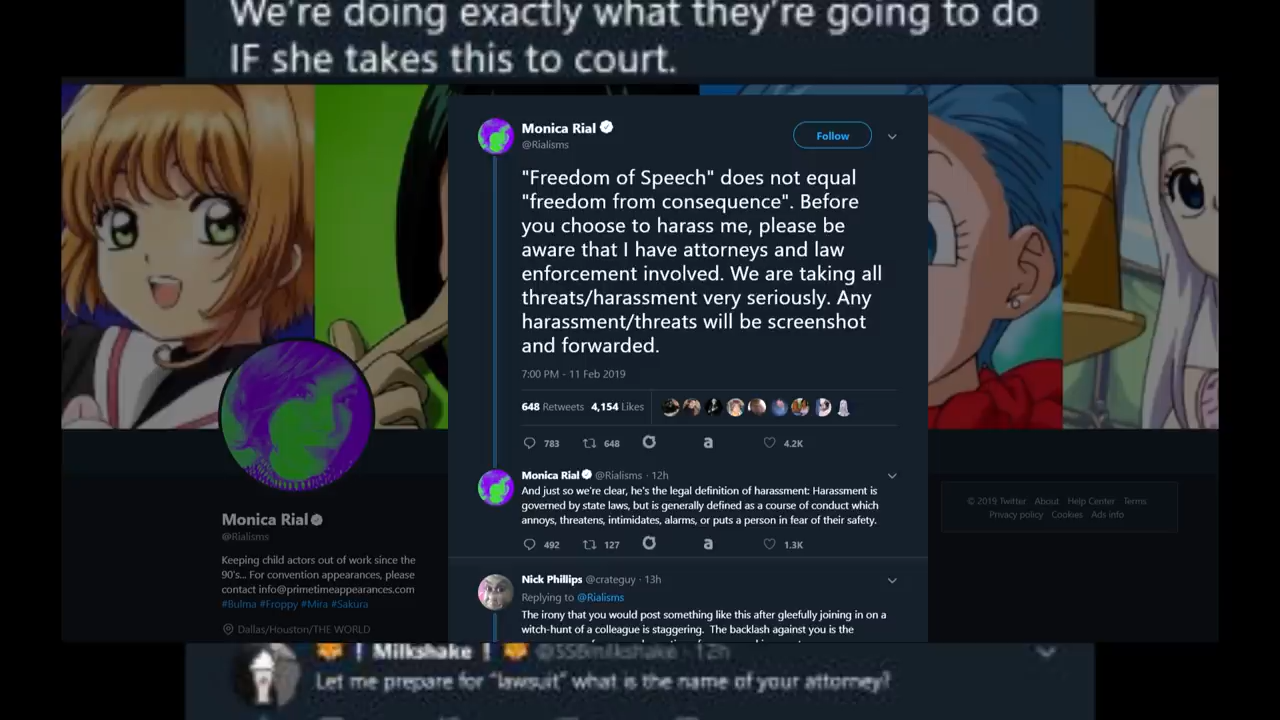 We're doing exactly what they're going to do
IF she takes this to court.
Monica Rial
@Rialisms
Follow
"Freedom of Speech" does not equal
"freedom from consequence". Before
you choose to harass me, please be
aware that I have attorneys and law
enforcement involved. We are taking all
threats/harassment very seriously. Any
harassment/threats will be screenshot
and forwarded.
7:00 PM - 11 Feb 2019
648 Retweets 4,154 Likes
783 648 a 4.2K
Monica Rial @Rialisms · 12h
And just so we're clear, he's the legal definition of harassment: Harassment is
governed by state laws, but is generally defined as a course of conduct which
annoys, threatens, intimidates, alarms, or puts a person in fear of their safety.
492 127 a 1.3K
Nick Phillips @crateguy · 13h
Replying to @Rialisms
The irony that you would post something like this after gleefully joining in on a
witch-hunt of a colleague is staggering. The backlash against you is the
Monica Rial
@Rialisms
Keeping child actors out of work since the
90's... For convention appearances, please
contact info@primetimeappearances.com
#Bulma #Froppy #Mira #Sakura
Dallas/Houston/THE WORLD
© 2019 Twitter About Help Center Terms
Privacy policy Cookies Ads info
! Milkshake ! @SSBmilkshake · 12h
Let me prepare for "lawsuit" what is the name of your attorney?